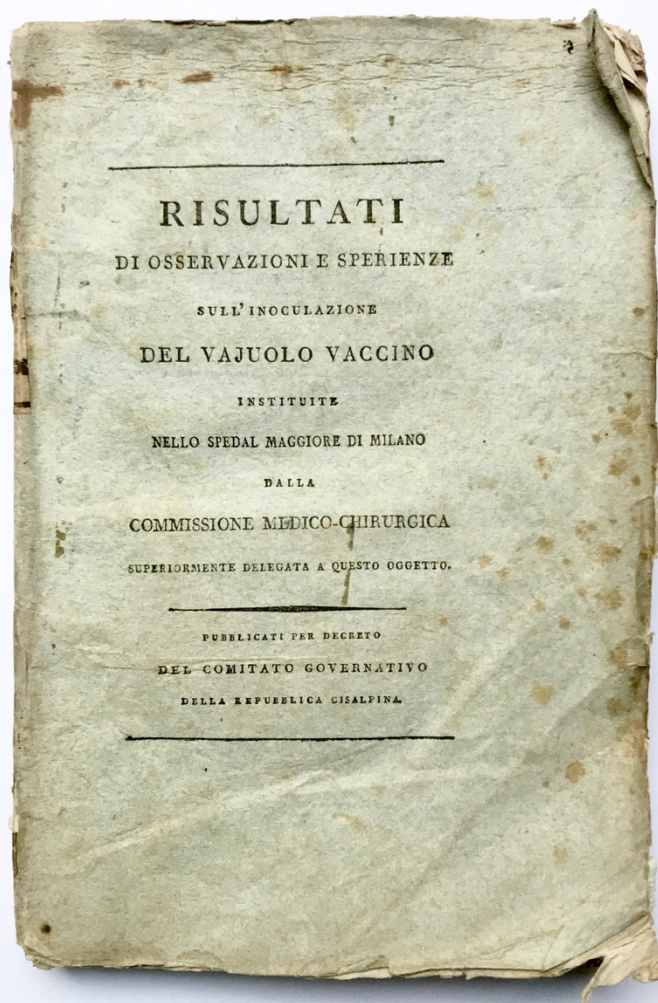 RISULTATI
DI OSSERVAZIONI E SPERIENZE
SULL'INOCULAZIONE
DEL VAJUOLO VACCINO
INSTITUITE
NELLO SPEDAL MAGGIORE DI MILANO
DALLA
COMMISSIONE MEDICO-CHIRURGICA
SUPERIORMENTE DELEGATA A QUESTO OGGETTO.
PUBBLICATI PER DECRETO
DEL COMITATO GOVERNATIVO
DELLA REPUBBLICA CISALPINA.